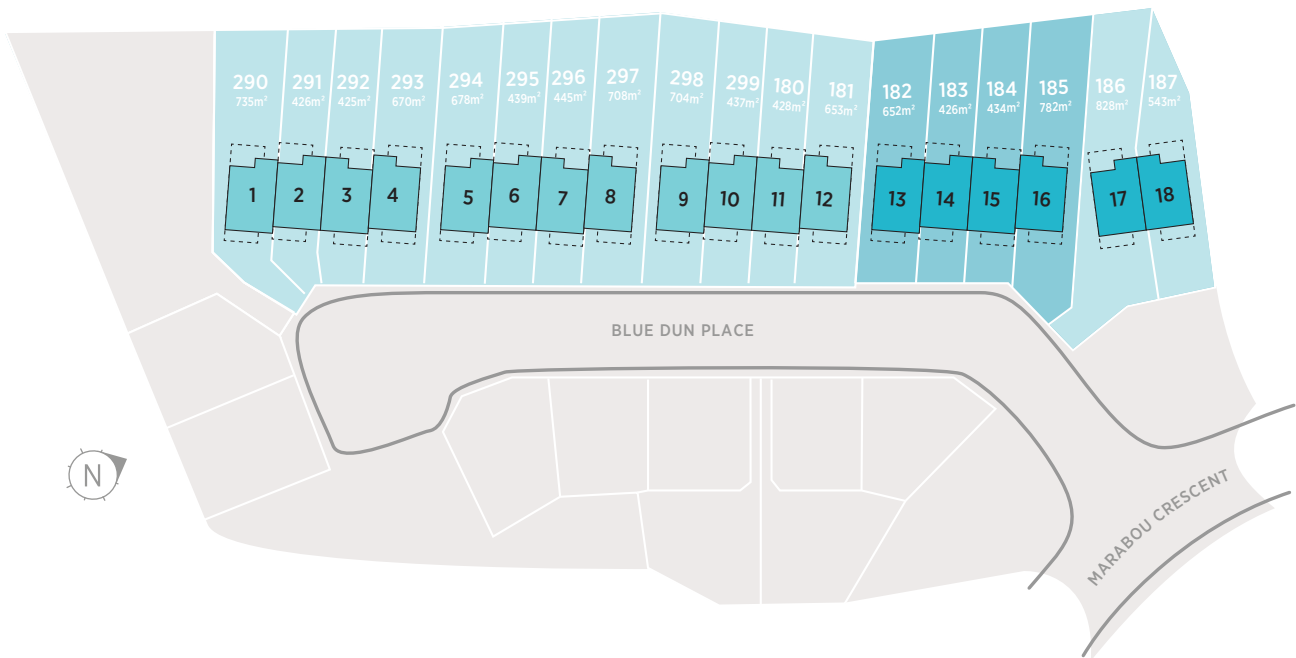 290
735m²
291
426m²
292
425m²
293
670m²
294
678m²
295
439m²
296
445m²
297
708m²
298
704m²
299
437m²
180
428m²
181
653m²
182
652m²
183
426m²
184
434m²
185
782m²
186
828m²
187
543m²
1
2
3
4
5
6
7
8
9
10
11
12
13
14
15
16
17
18
BLUE DUN PLACE
N
MARABOU CRESCENT